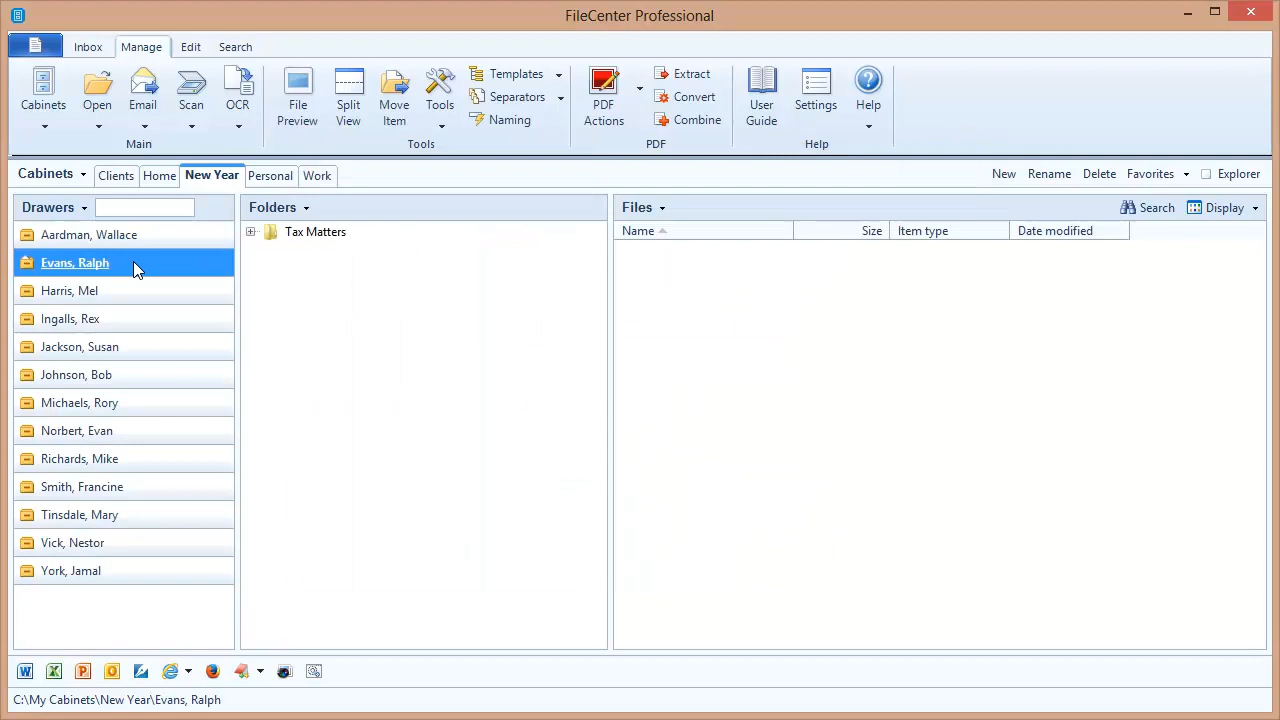 FileCenter Professional
Inbox Manage Edit Search
Cabinets Open Email Scan OCR
Main
File Preview
Split View
Move Item
Tools
Templates
Separators
Naming
Tools
PDF Actions
Extract
Convert
Combine
PDF
User Guide
Settings
Help
Help
Cabinets Clients Home New Year Personal Work New Rename Delete Favorites Explorer
Drawers
Aardman, Wallace
Evans, Ralph
Harris, Mel
Ingalls, Rex
Jackson, Susan
Johnson, Bob
Michaels, Rory
Norbert, Evan
Richards, Mike
Smith, Francine
Tinsdale, Mary
Vick, Nestor
York, Jamal
Folders
Tax Matters
Files Search Display
Name Size Item type Date modified
C:\My Cabinets\New Year\Evans, Ralph